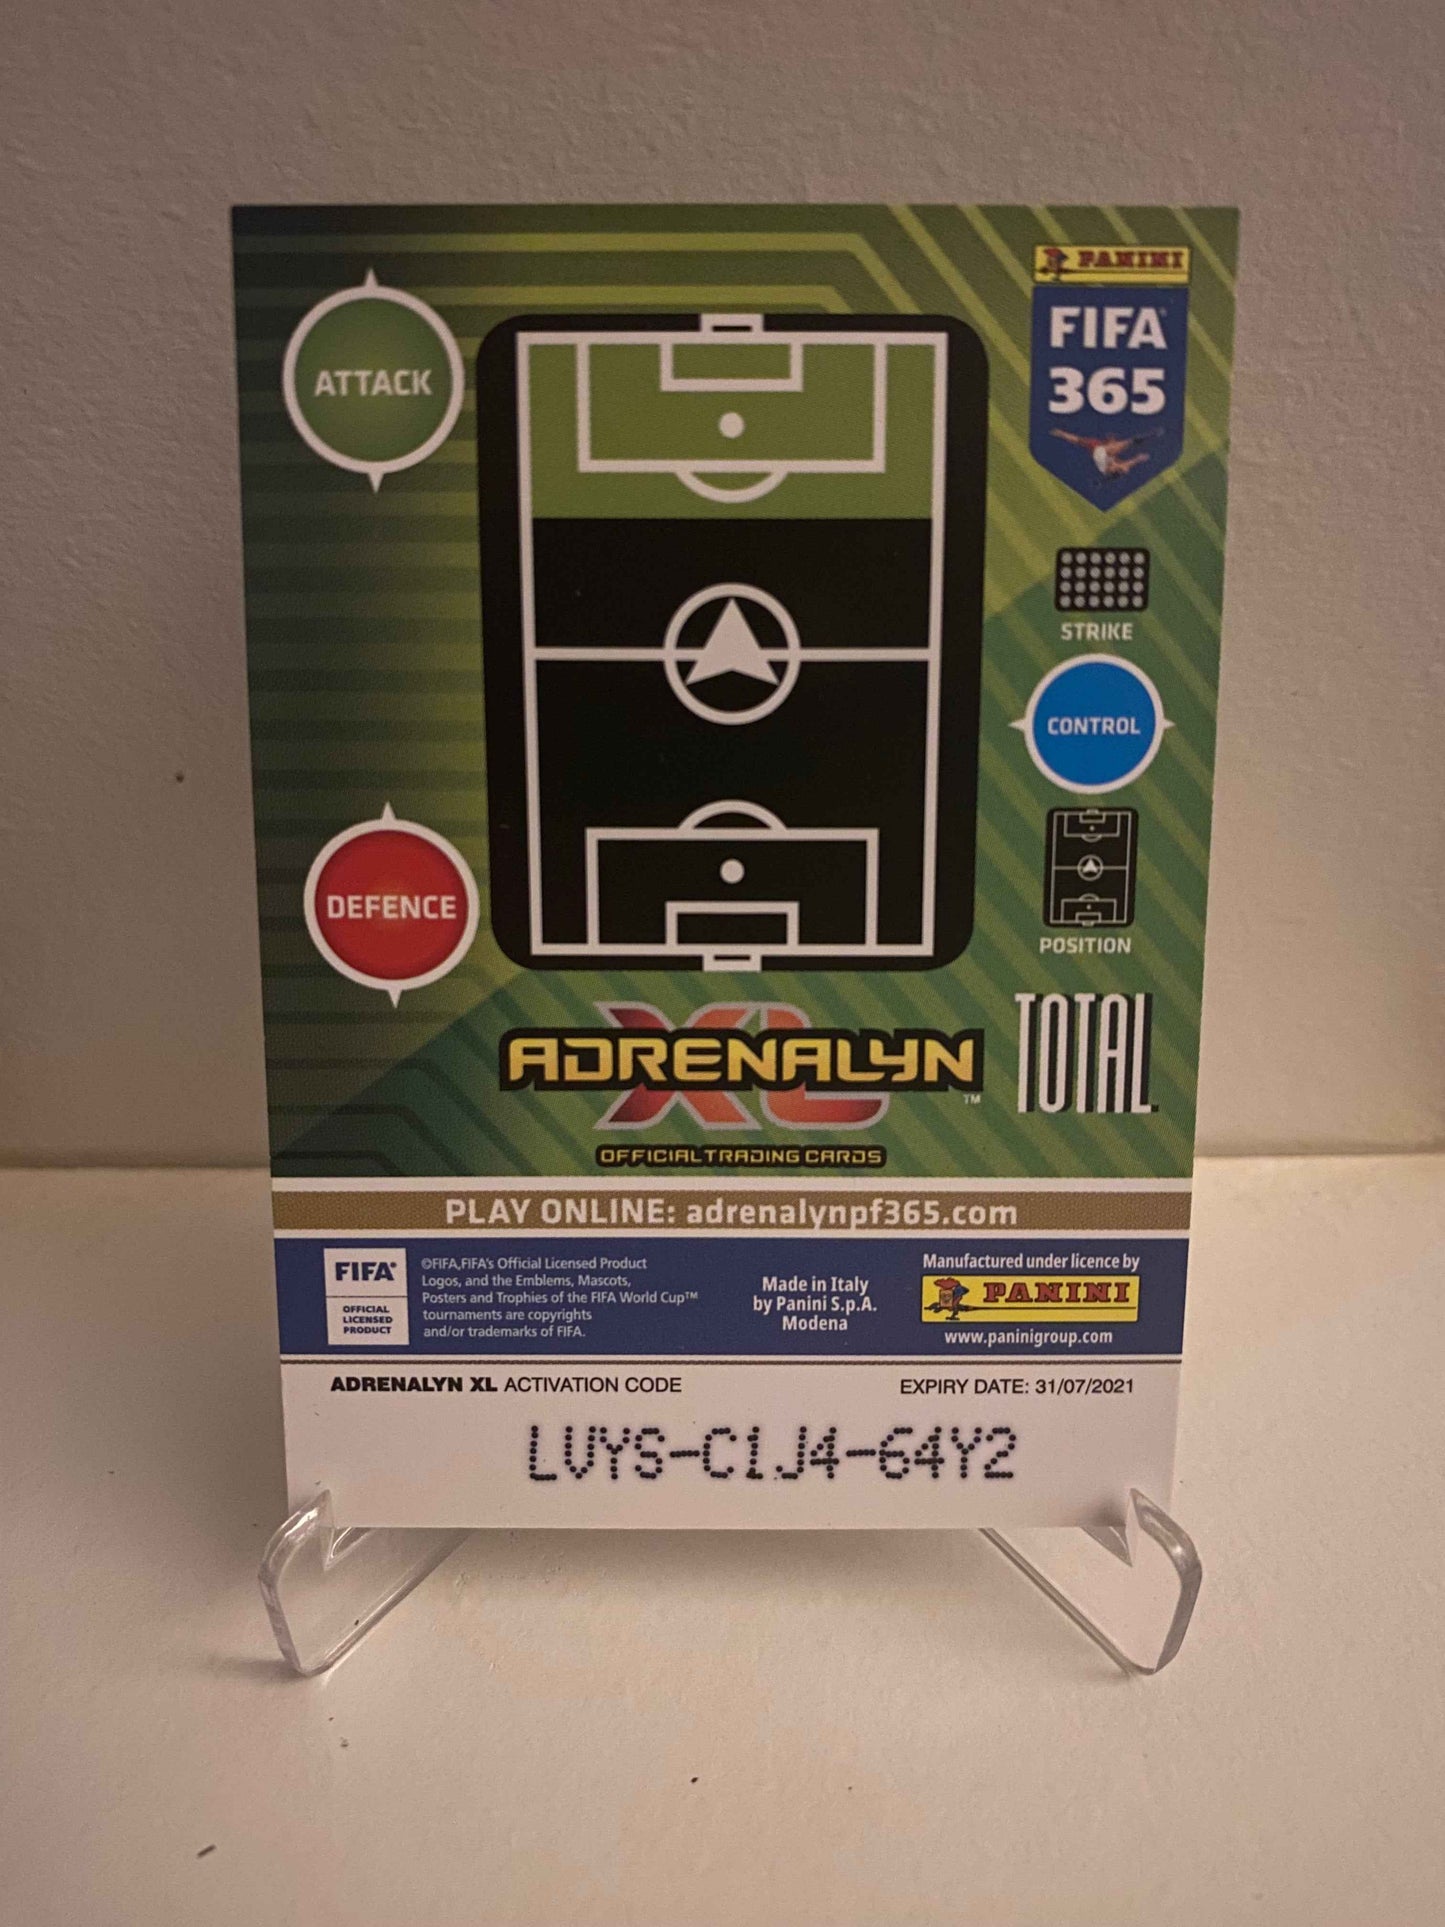 ATTACK
PANINI
FIFA
365
STRIKE
CONTROL
DEFENCE
POSITION
ADRENALYN
XL
™
TOTAL
OFFICIAL TRADING CARDS
PLAY ONLINE: adrenalynpf365.com
FIFA®
OFFICIAL
LICENSED
PRODUCT
©FIFA,FIFA's Official Licensed Product
Logos, and the Emblems, Mascots,
Posters and Trophies of the FIFA World Cup™
tournaments are copyrights
and/or trademarks of FIFA.
Made in Italy
by Panini S.p.A.
Modena
Manufactured under licence by
PANINI
www.paninigroup.com
ADRENALYN XL ACTIVATION CODE
EXPIRY DATE: 31/07/2021
LVYS-C1J4-64Y2